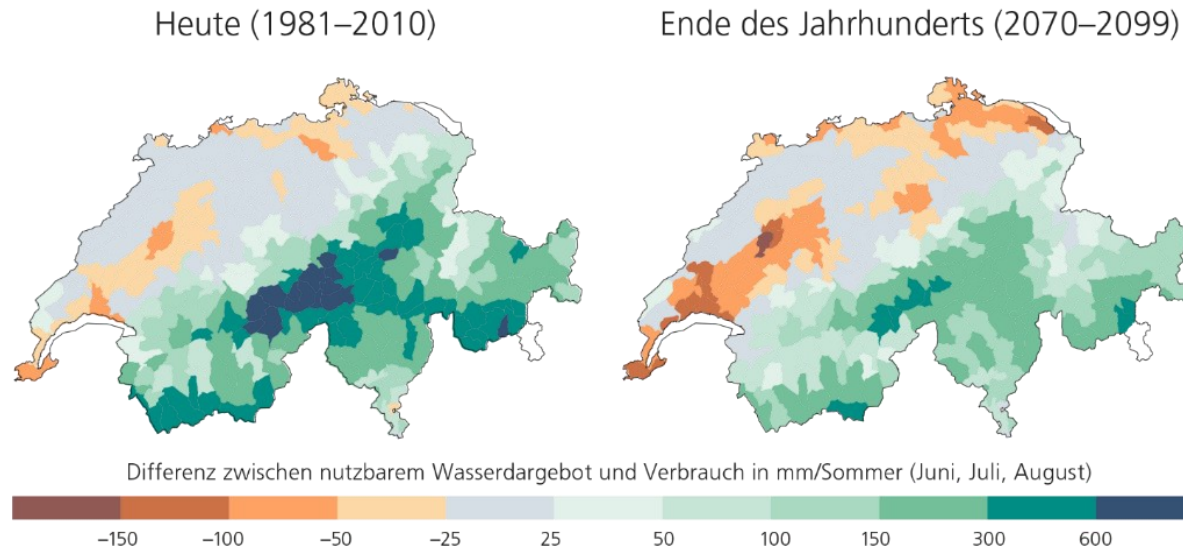 Heute (1981–2010)
Ende des Jahrhunderts (2070–2099)
Differenz zwischen nutzbarem Wasserdargebot und Verbrauch in mm/Sommer (Juni, Juli, August)
–150 –100 –50 –25 25 50 100 150 300 600